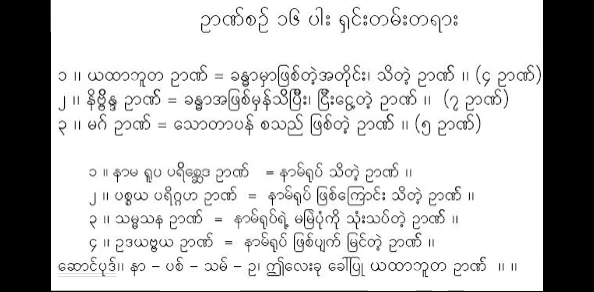 ဉာဏ်စဉ် ၁၆ ပါး ရှင်းတမ်းတရား
၁ ။ ယထာဘူတ ဉာဏ် = ခန္ဓာမှာဖြစ်တဲ့အတိုင်း၊ သိတဲ့ ဉာဏ် ။ (၄ ဉာဏ်)
၂ ။ နိဗ္ဗိန္ဒ ဉာဏ် = ခန္ဓာအဖြစ်မှန်သိပြီး၊ ငြီးငွေ့တဲ့ ဉာဏ် ။ (၇ ဉာဏ်)
၃ ။ မဂ် ဉာဏ် = သောတာပန် စသည် ဖြစ်တဲ့ ဉာဏ် ။ (၅ ဉာဏ်)
၁ ။ နာမ ရူပ ပရိစ္ဆေဒ ဉာဏ် = နာမ်ရုပ် သိတဲ့ ဉာဏ် ။
၂ ။ ပစ္စယ ပရိဂ္ဂဟ ဉာဏ် = နာမ်ရုပ် ဖြစ်ကြောင်း သိတဲ့ ဉာဏ် ။
၃ ။ သမ္မသန ဉာဏ် = နာမ်ရုပ်ရဲ့ မမြဲပုံကို သုံးသပ်တဲ့ ဉာဏ် ။
၄ ။ ဥဒယဗ္ဗယ ဉာဏ် = နာမ်ရုပ် ဖြစ်ပျက် မြင်တဲ့ ဉာဏ် ။
ဆောင်ပုဒ်။ နာ – ပစ် – သမ် – ဥ၊ ဤလေးခု ခေါ်ပြု ယထာဘူတ ဉာဏ် ။ ။